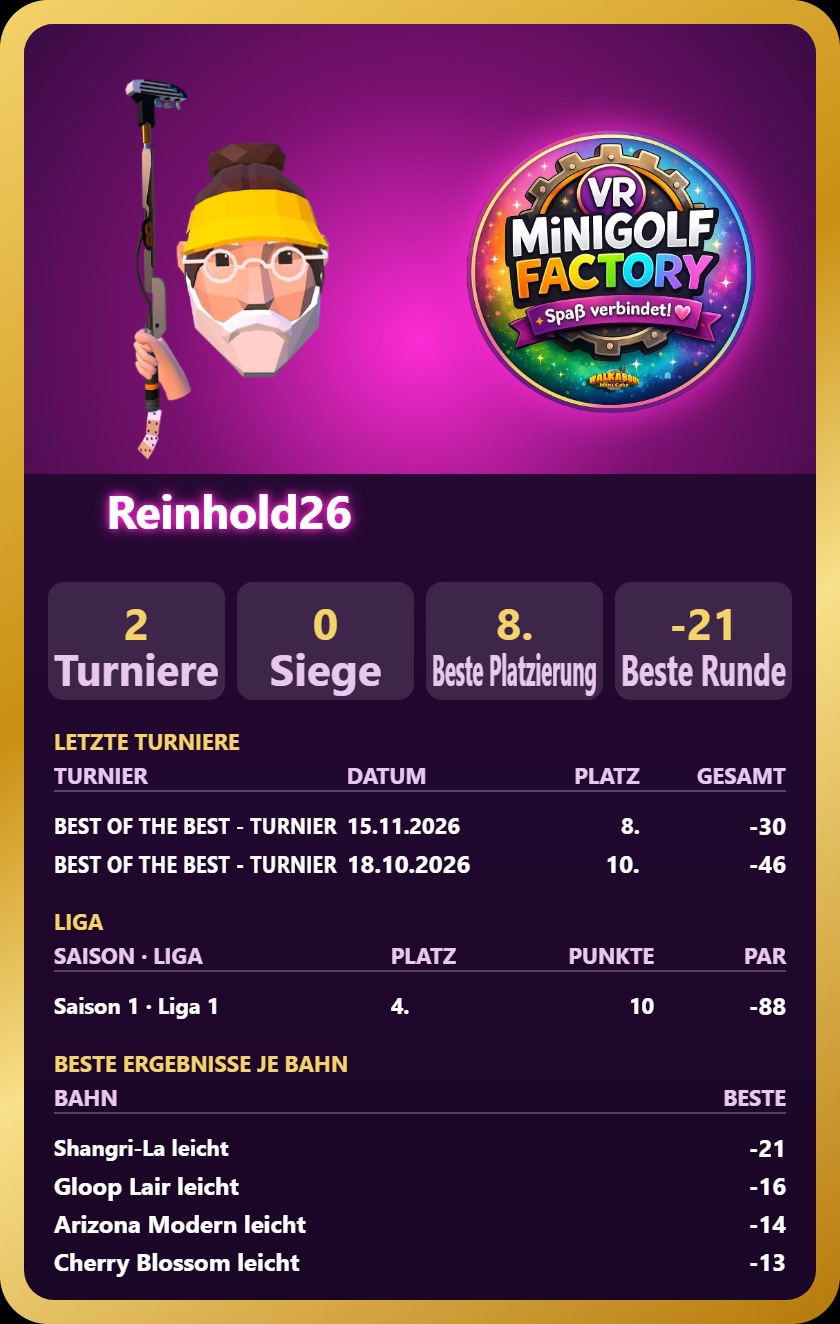 VR
MiNiGOLF
FACTORY
Spaß verbindet!
WALKABOUT
MINI GOLF
Reinhold26
2 0 8. -21
Turniere Siege Beste Platzierung Beste Runde
LETZTE TURNIERE
TURNIER DATUM PLATZ GESAMT
BEST OF THE BEST - TURNIER 15.11.2026 8. -30
BEST OF THE BEST - TURNIER 18.10.2026 10. -46
LIGA
SAISON · LIGA PLATZ PUNKTE PAR
Saison 1 · Liga 1 4. 10 -88
BESTE ERGEBNISSE JE BAHN
BAHN BESTE
Shangri-La leicht -21
Gloop Lair leicht -16
Arizona Modern leicht -14
Cherry Blossom leicht -13